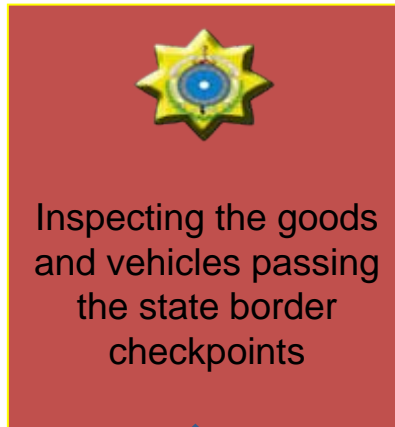 Inspecting the goods
and vehicles passing
the state border
checkpoints